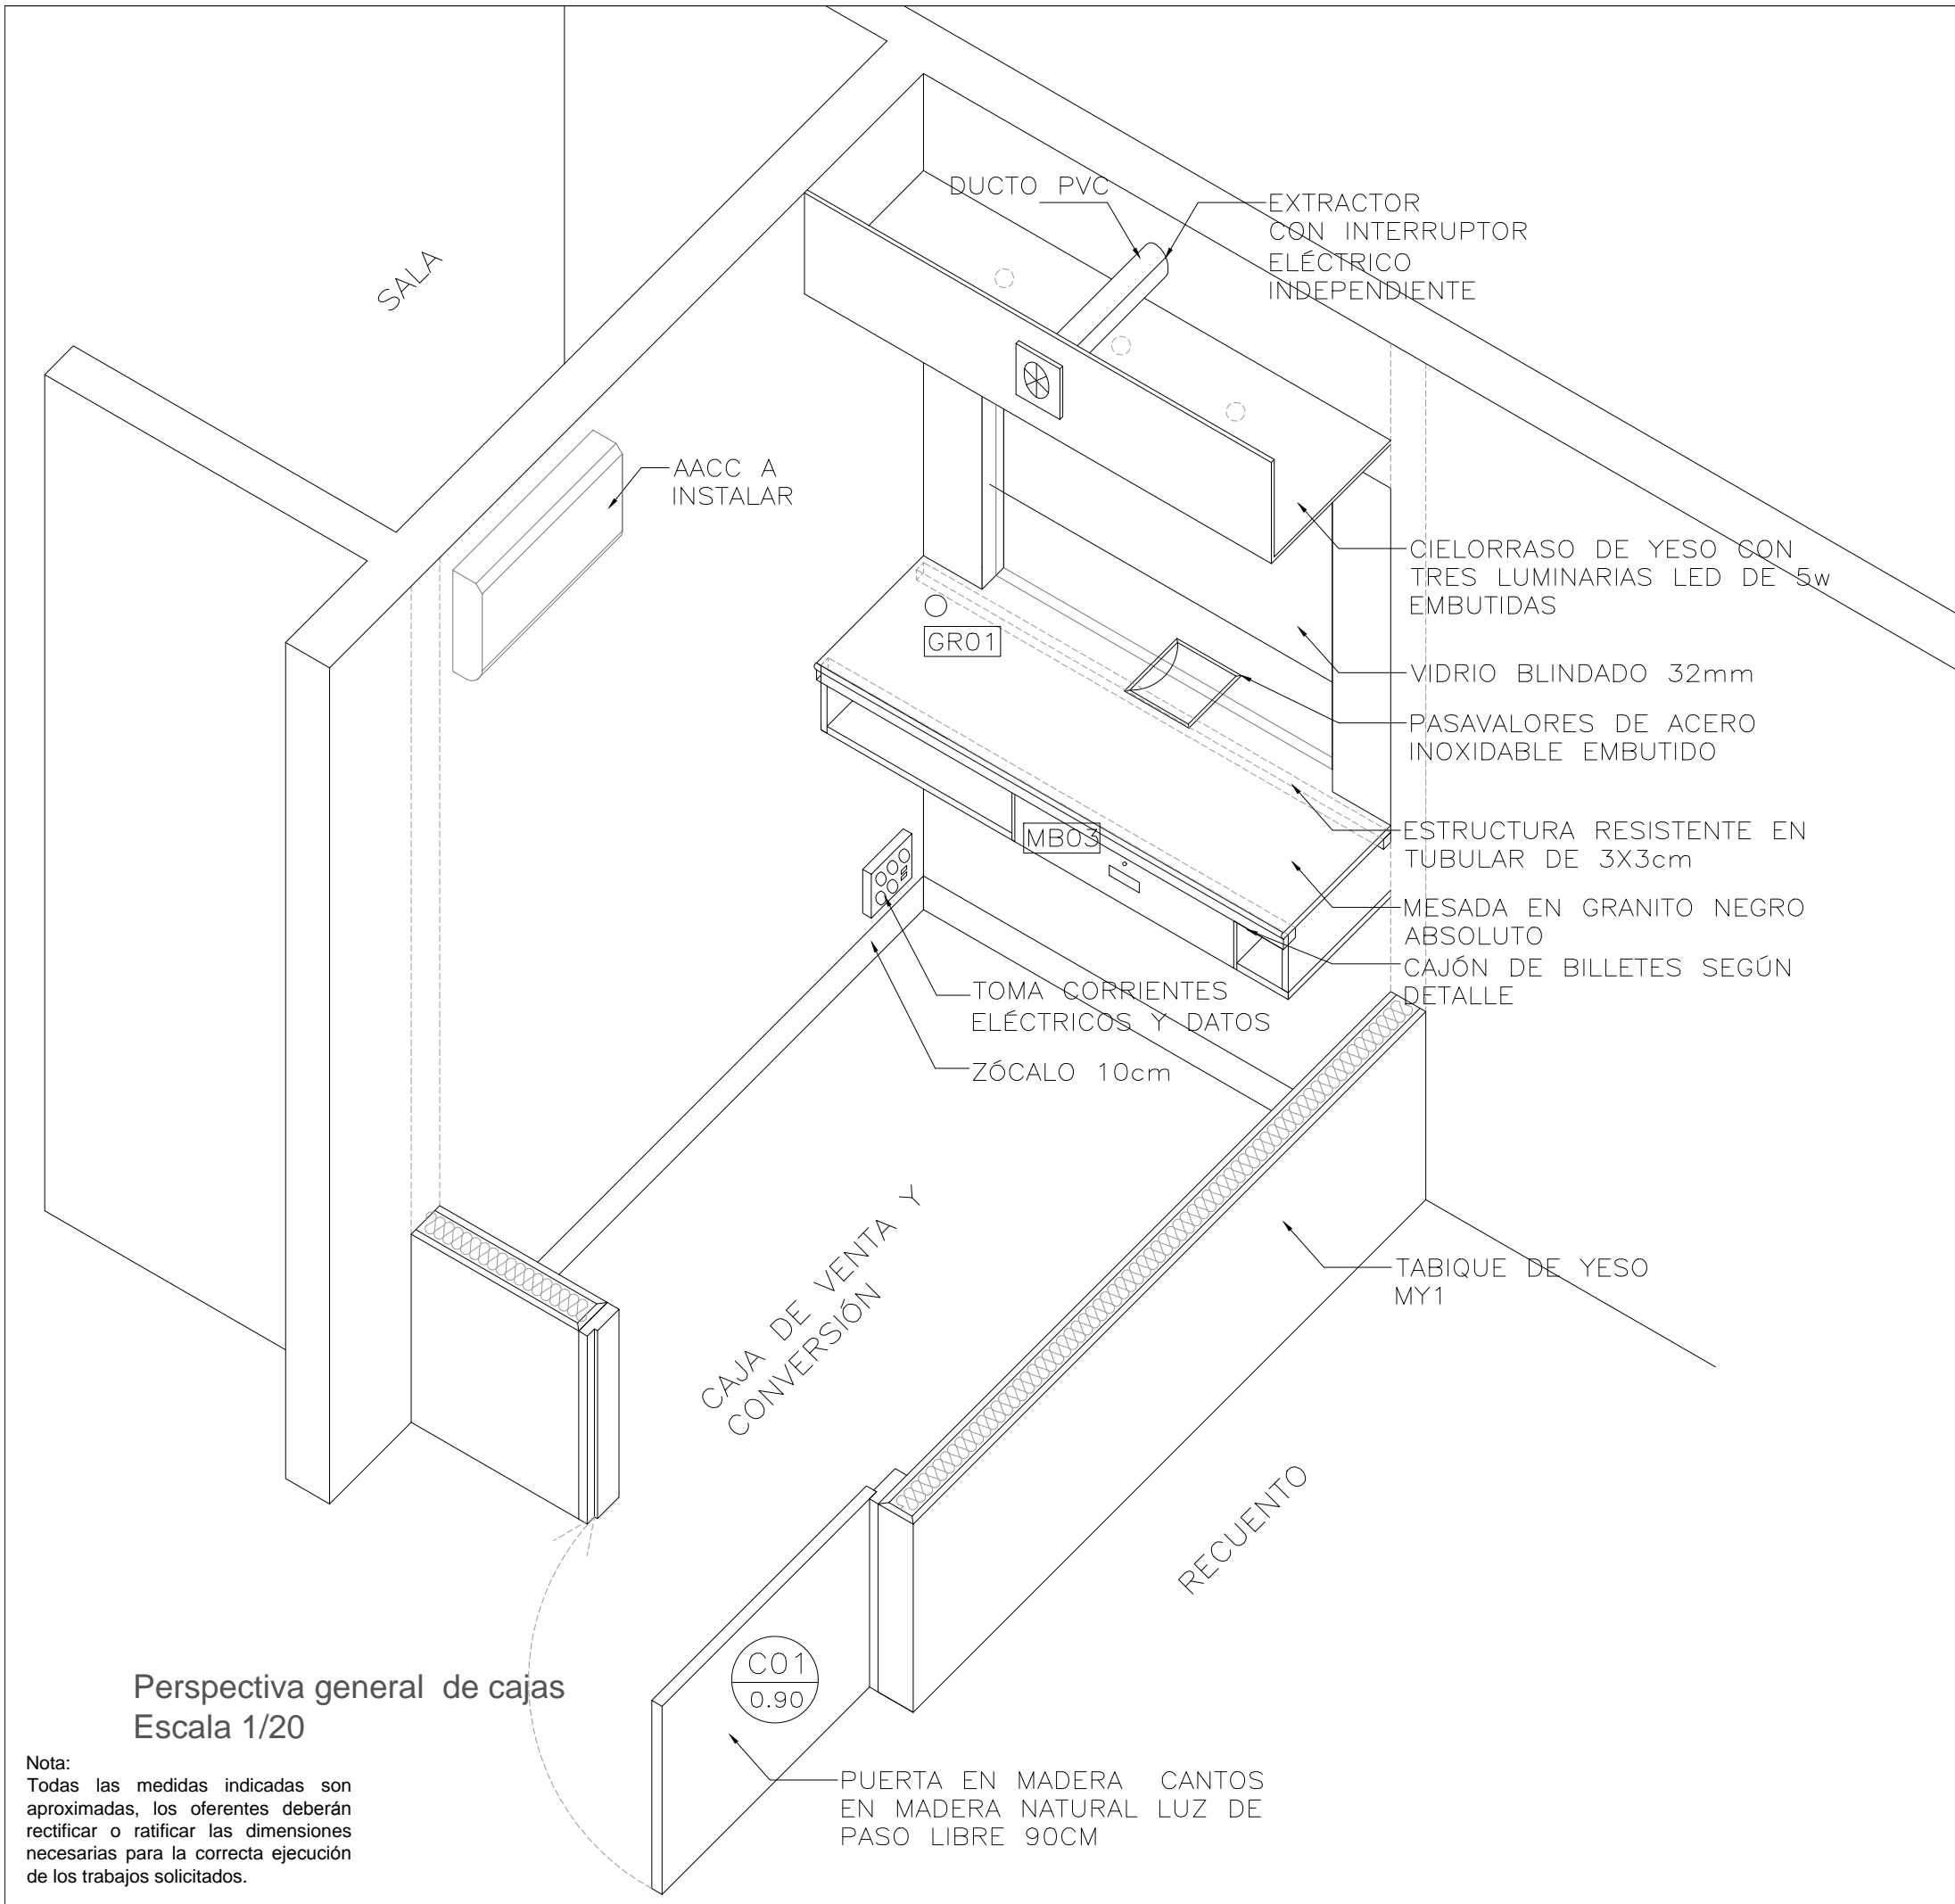 DUCTO PVC
EXTRACTOR
CON INTERRUPTOR
ELÉCTRICO
INDEPENDIENTE
SALA
AACC A
INSTALAR
CIELORRASO DE YESO CON
TRES LUMINARIAS LED DE 5w
EMBUTIDAS
GR01
VIDRIO BLINDADO 32mm
PASAVALORES DE ACERO
INOXIDABLE EMBUTIDO
MB03
ESTRUCTURA RESISTENTE EN
TUBULAR DE 3X3cm
MESADA EN GRANITO NEGRO
ABSOLUTO
CAJÓN DE BILLETES SEGÚN
DETALLE
TOMA CORRIENTES
ELÉCTRICOS Y DATOS
ZÓCALO 10cm
CAJA DE VENTA Y
CONVERSIÓN
TABIQUE DE YESO
MY1
RECUENTO
C01
0.90
PUERTA EN MADERA CANTOS
EN MADERA NATURAL LUZ DE
PASO LIBRE 90CM
Perspectiva general de cajas
Escala 1/20
Nota:
Todas las medidas indicadas son
aproximadas, los oferentes deberán
rectificar o ratificar las dimensiones
necesarias para la correcta ejecución
de los trabajos solicitados.